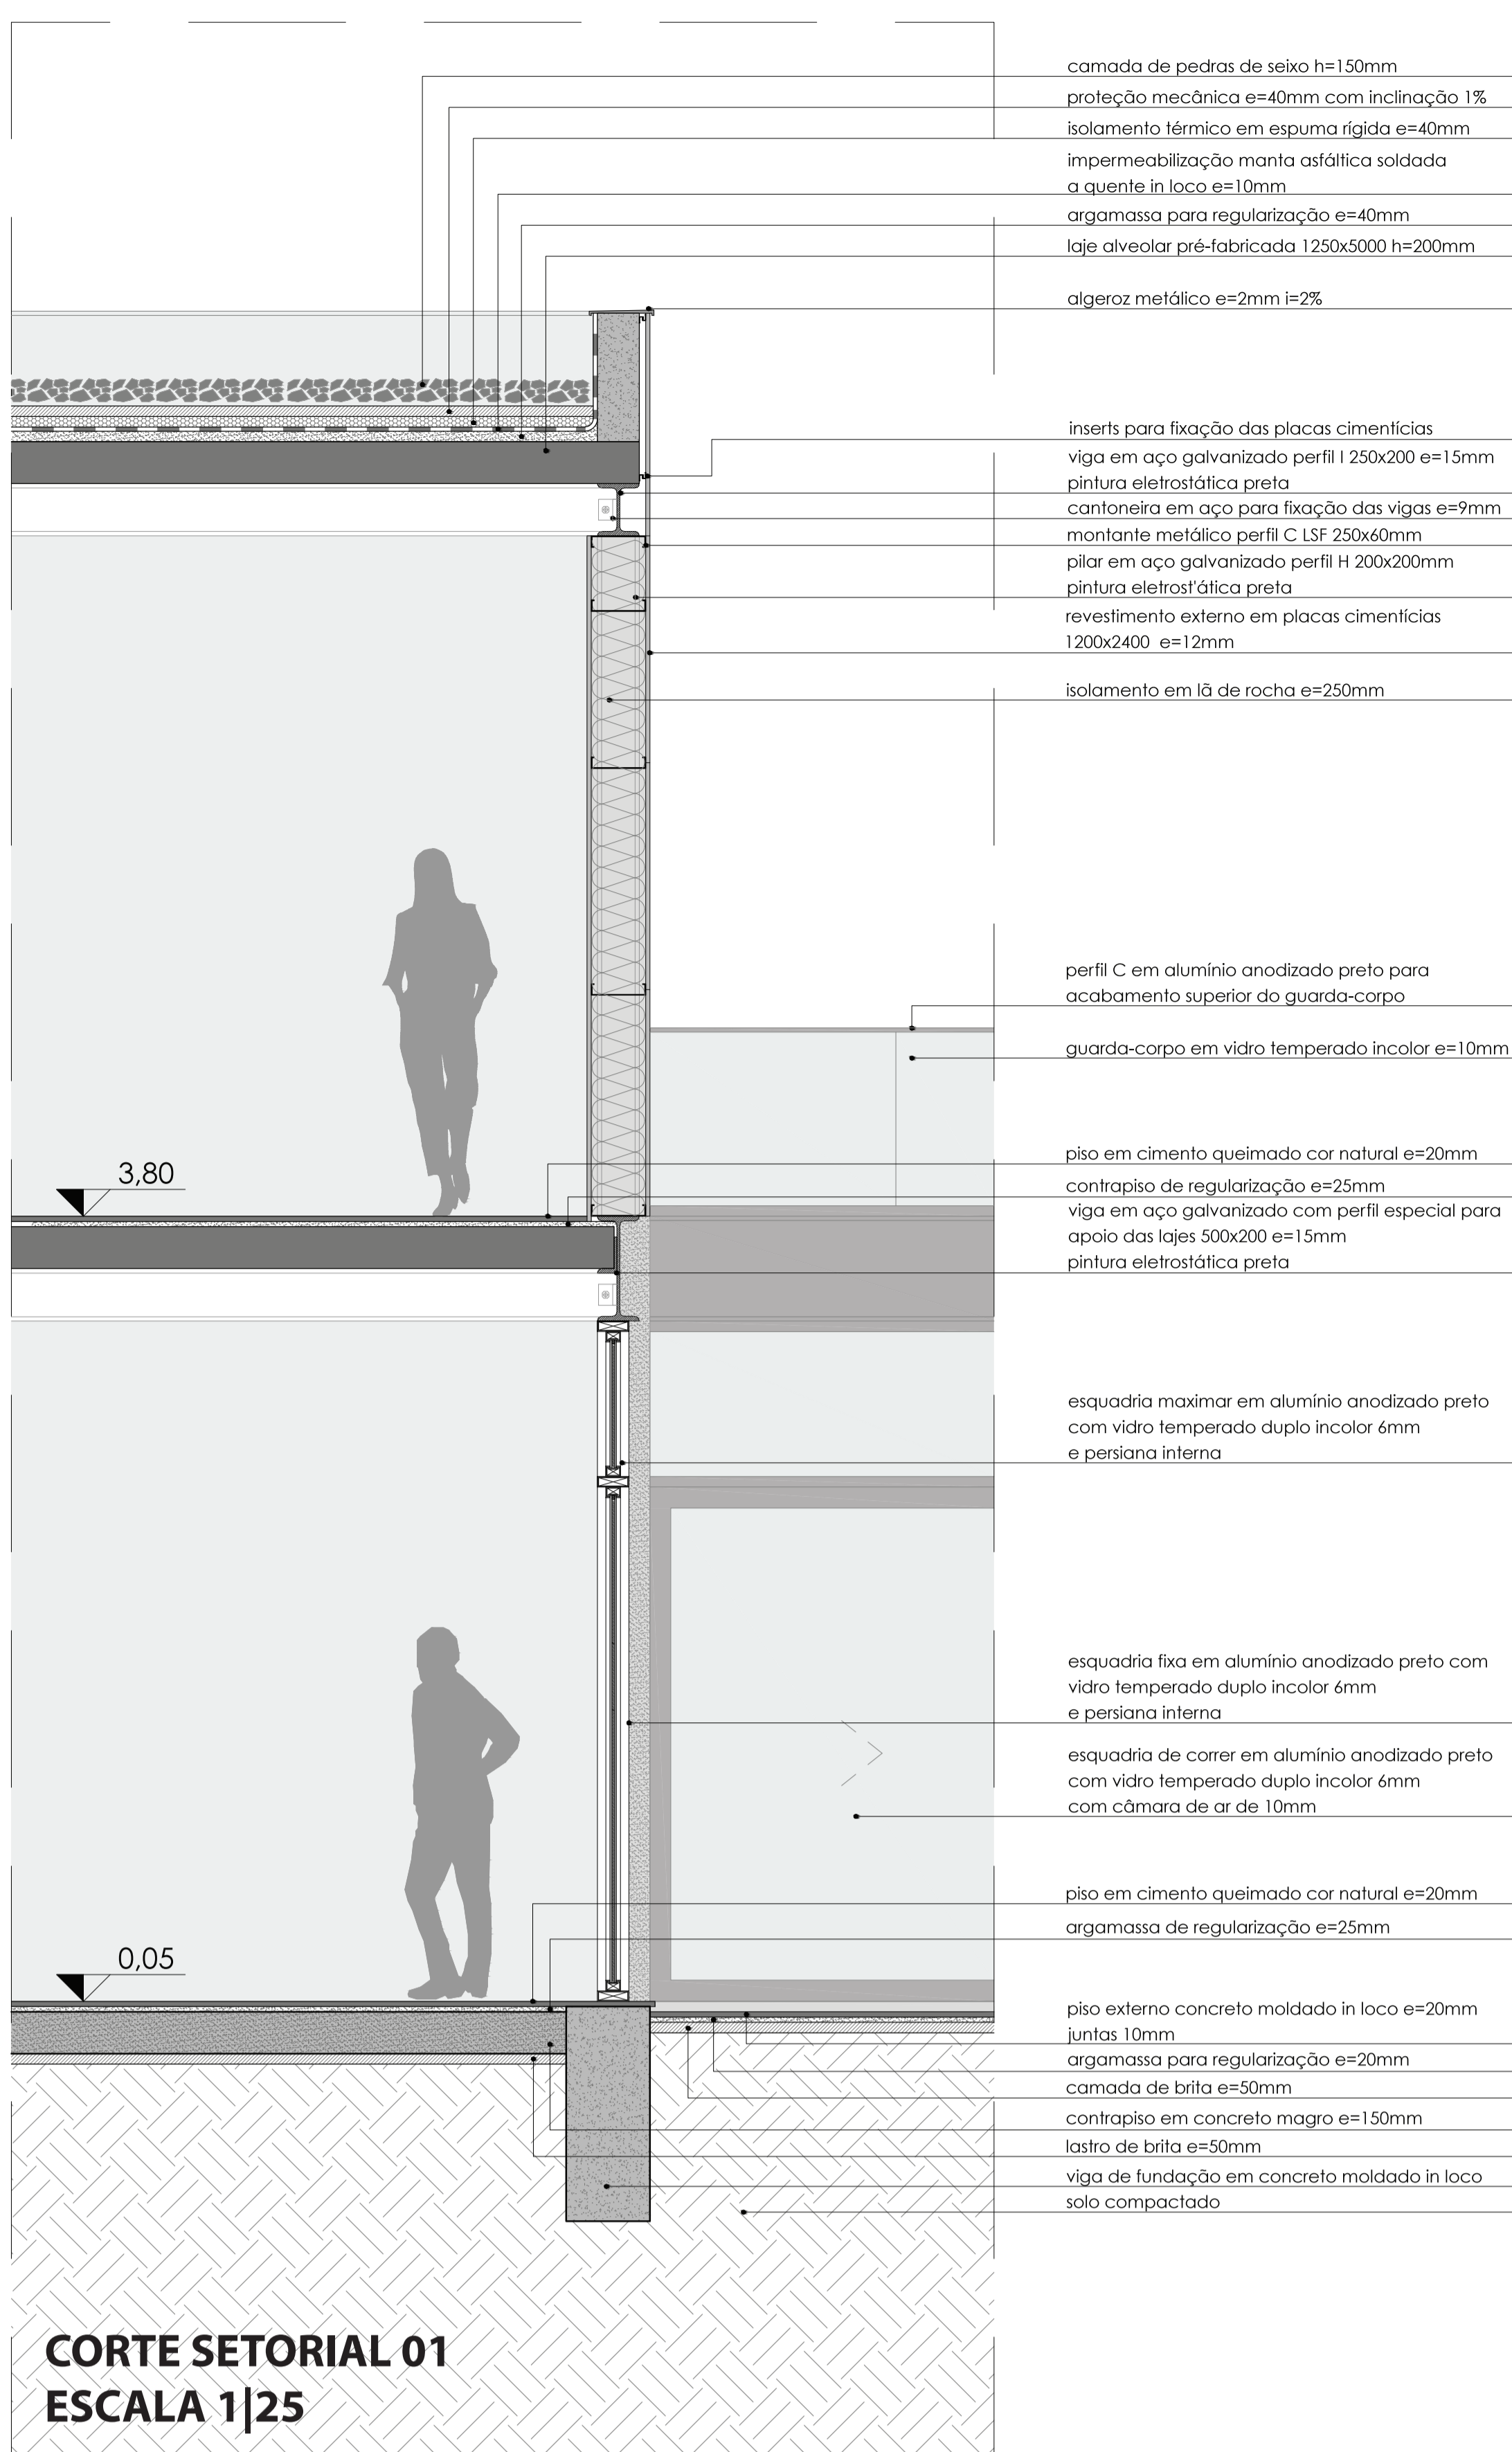 camada de pedras de seixo h=150mm
proteção mecânica e=40mm com inclinação 1%
isolamento térmico em espuma rígida e=40mm
impermeabilização manta asfáltica soldada
a quente in loco e=10mm
argamassa para regularização e=40mm
laje alveolar pré-fabricada 1250x5000 h=200mm
algeroz metálico e=2mm i=2%
inserts para fixação das placas cimentícias
viga em aço galvanizado perfil I 250x200 e=15mm
pintura eletrostática preta
cantoneira em aço para fixação das vigas e=9mm
montante metálico perfil C LSF 250x60mm
pilar em aço galvanizado perfil H 200x200mm
pintura eletrost'ática preta
revestimento externo em placas cimentícias
1200x2400 e=12mm
isolamento em lã de rocha e=250mm
perfil C em alumínio anodizado preto para
acabamento superior do guarda-corpo
guarda-corpo em vidro temperado incolor e=10mm
3,80
piso em cimento queimado cor natural e=20mm
contrapiso de regularização e=25mm
viga em aço galvanizado com perfil especial para
apoio das lajes 500x200 e=15mm
pintura eletrostática preta
esquadria maximar em alumínio anodizado preto
com vidro temperado duplo incolor 6mm
e persiana interna
esquadria fixa em alumínio anodizado preto com
vidro temperado duplo incolor 6mm
e persiana interna
esquadria de correr em alumínio anodizado preto
com vidro temperado duplo incolor 6mm
com câmara de ar de 10mm
piso em cimento queimado cor natural e=20mm
argamassa de regularização e=25mm
0,05
piso externo concreto moldado in loco e=20mm
juntas 10mm
argamassa para regularização e=20mm
camada de brita e=50mm
contrapiso em concreto magro e=150mm
lastro de brita e=50mm
viga de fundação em concreto moldado in loco
solo compactado
CORTE SETORIAL 01
ESCALA 1|25